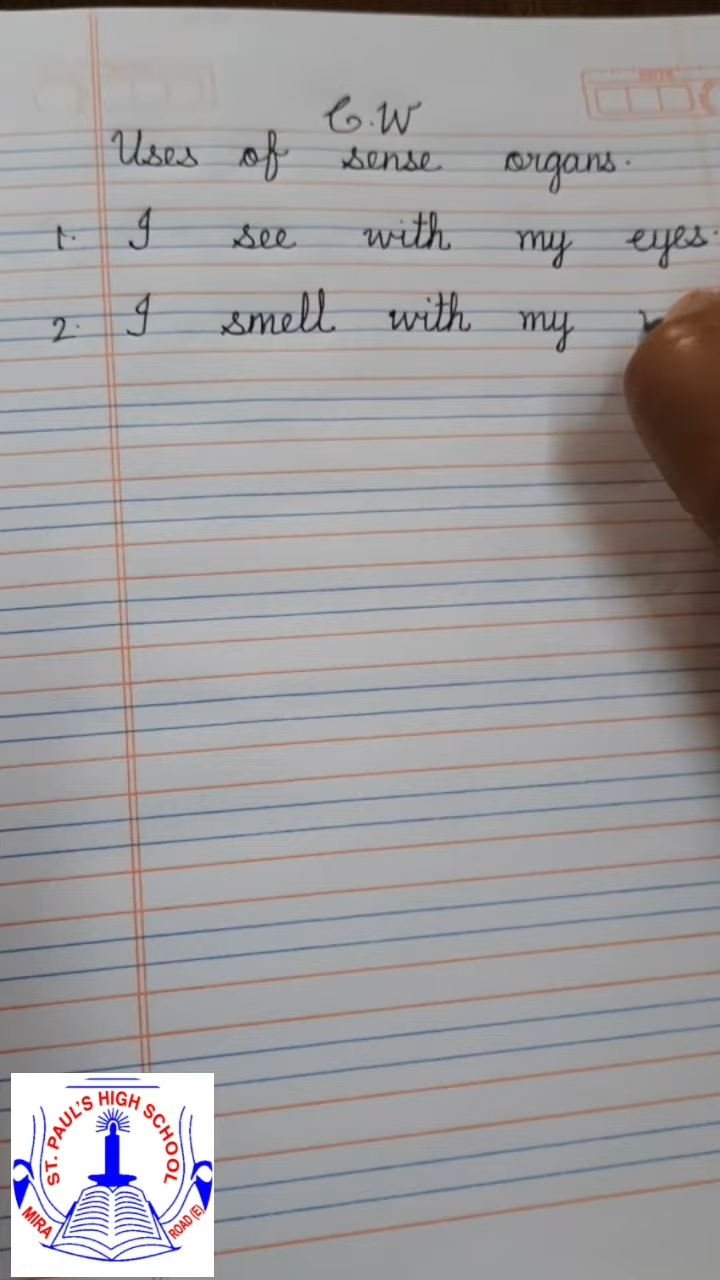 C.W
Uses of sense organs.
1. I see with my eyes.
2. I smell with my
ST. PAUL'S HIGH SCHOOL
MIRA ROAD (E)